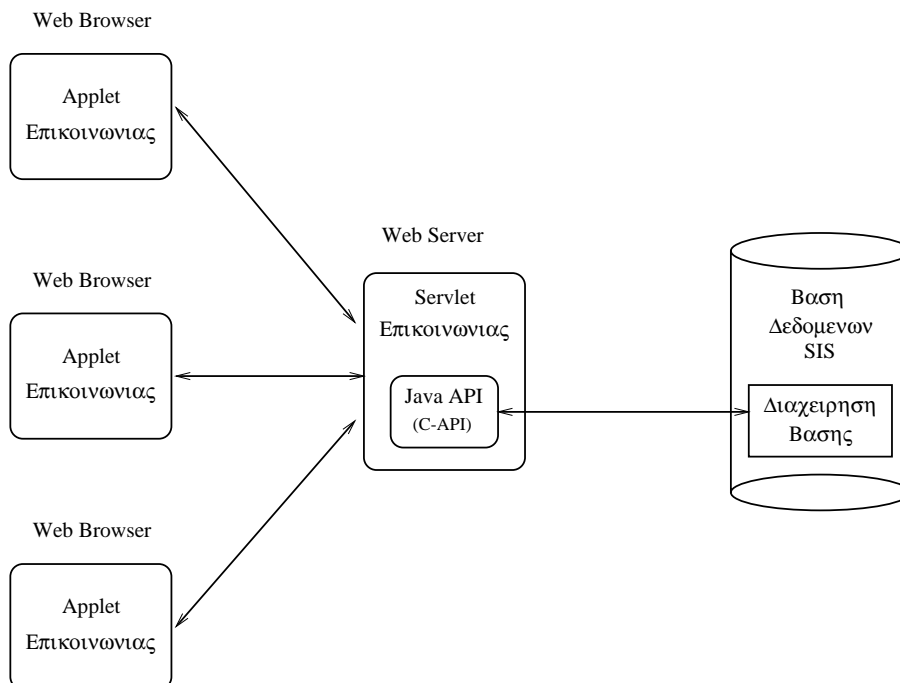 Web Browser
Applet
Επικοινωνιας
Web Browser
Applet
Επικοινωνιας
Web Browser
Applet
Επικοινωνιας
Web Server
Servlet
Επικοινωνιας
Java API
(C-API)
Βαση
Δεδομενων
SIS
Διαχειρηση
Βασης